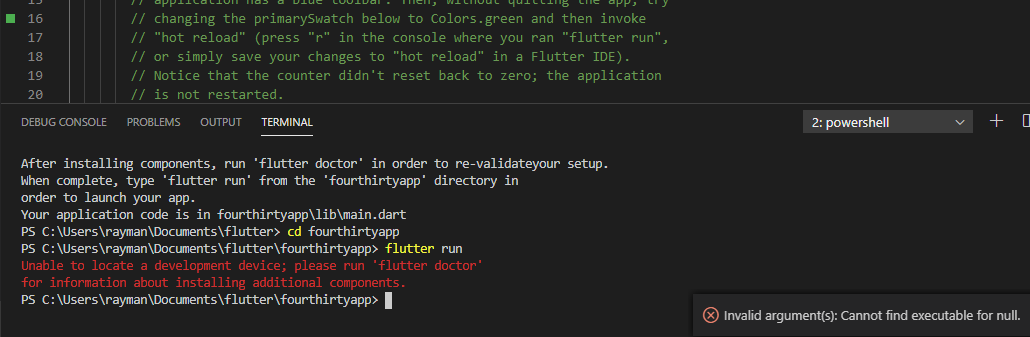 15 // application has a blue toolbar. Then, without quitting the app, try
16 // changing the primarySwatch below to Colors.green and then invoke
17 // "hot reload" (press "r" in the console where you ran "flutter run",
18 // or simply save your changes to "hot reload" in a Flutter IDE).
19 // Notice that the counter didn't reset back to zero; the application
20 // is not restarted.
DEBUG CONSOLE PROBLEMS OUTPUT TERMINAL 2: powershell
After installing components, run 'flutter doctor' in order to re-validateyour setup.
When complete, type 'flutter run' from the 'fourthirtyapp' directory in
order to launch your app.
Your application code is in fourthirtyapp\lib\main.dart
PS C:\Users\rayman\Documents\flutter> cd fourthirtyapp
PS C:\Users\rayman\Documents\flutter\fourthirtyapp> flutter run
Unable to locate a development device; please run 'flutter doctor'
for information about installing additional components.
PS C:\Users\rayman\Documents\flutter\fourthirtyapp>
Invalid argument(s): Cannot find executable for null.